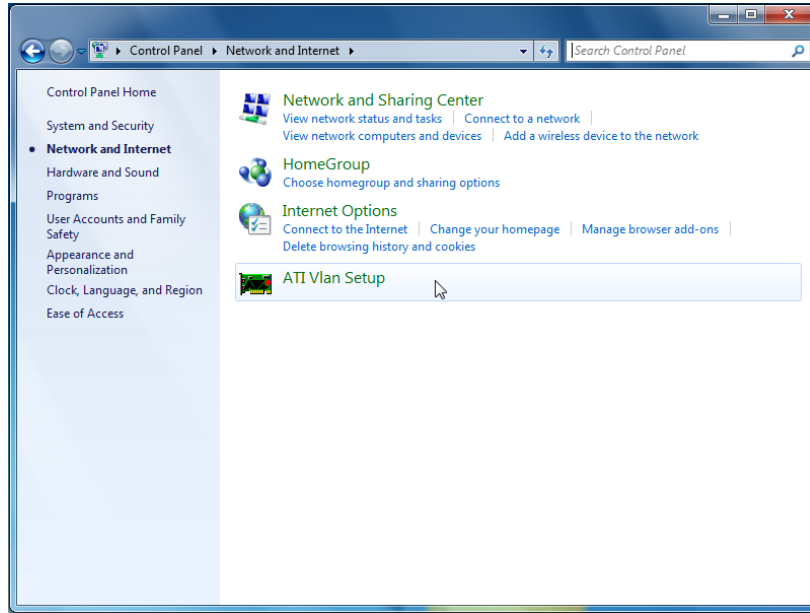 Control Panel Network and Internet
Search Control Panel
Control Panel Home
System and Security
Network and Internet
Hardware and Sound
Programs
User Accounts and Family
Safety
Appearance and
Personalization
Clock, Language, and Region
Ease of Access
Network and Sharing Center
View network status and tasks Connect to a network
View network computers and devices Add a wireless device to the network
HomeGroup
Choose homegroup and sharing options
Internet Options
Connect to the Internet Change your homepage Manage browser add-ons
Delete browsing history and cookies
ATI Vlan Setup